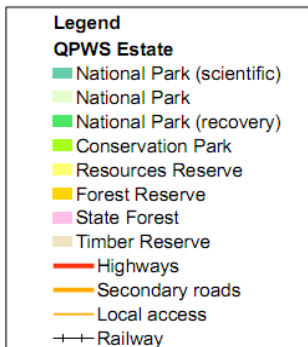 Legend
QPWS Estate
National Park (scientific)
National Park
National Park (recovery)
Conservation Park
Resources Reserve
Forest Reserve
State Forest
Timber Reserve
Highways
Secondary roads
Local access
Railway